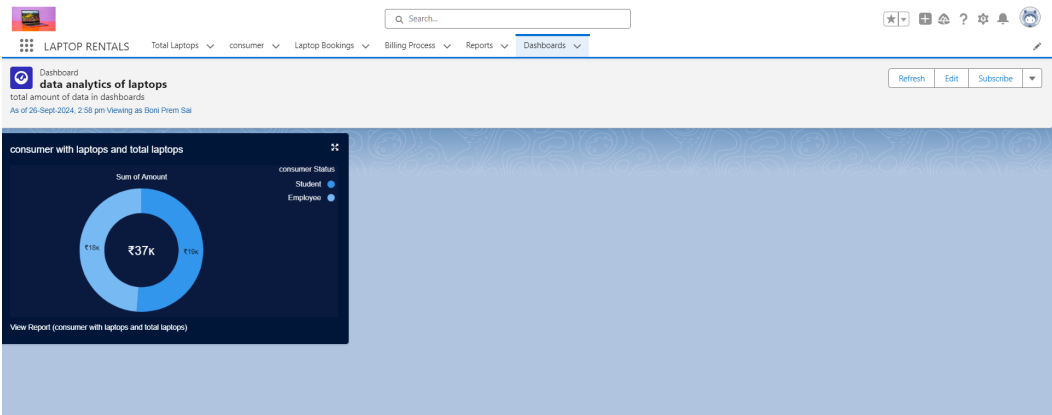 Search...
LAPTOP RENTALS Total Laptops consumer Laptop Bookings Billing Process Reports Dashboards
Dashboard
data analytics of laptops
total amount of data in dashboards
As of 26-Sept-2024, 2:58 pm Viewing as Boni Prem Sai
Refresh Edit Subscribe
consumer with laptops and total laptops
consumer Status
Sum of Amount
Student
Employee
₹18K ₹37K ₹19K
View Report (consumer with laptops and total laptops)